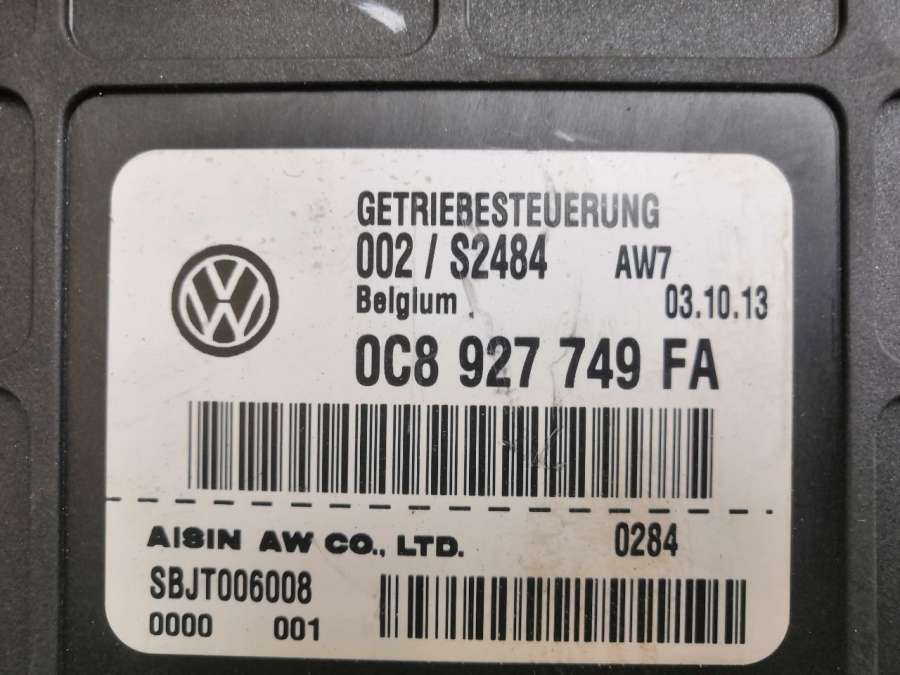 GETRIEBESTEUERUNG
002 / S2484 AW7
Belgium 03.10.13
0C8 927 749 FA
AISIN AW CO., LTD. 0284
SBJT006008
0000 001